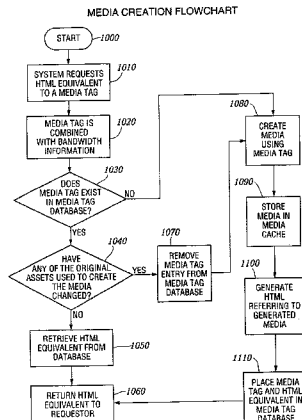 MEDIA CREATION FLOWCHART
START
1000
SYSTEM REQUESTS
HTML EQUIVALENT
TO A MEDIA TAG
1010
MEDIA TAG IS
COMBINED
WITH BANDWIDTH
INFORMATION
1020
DOES
MEDIA TAG EXIST
IN MEDIA TAG
DATABASE?
1030
NO
YES
HAVE
ANY OF THE ORIGINAL
ASSETS USED TO CREATE
THE MEDIA
CHANGED?
1040
YES
NO
REMOVE
MEDIA TAG
ENTRY FROM
MEDIA TAG
DATABASE
1070
RETRIEVE HTML
EQUIVALENT FROM
DATABASE
1050
RETURN HTML
EQUIVALENT TO
REQUESTOR
1060
1080
CREATE
MEDIA
USING
MEDIA TAG
1090
STORE
MEDIA IN
MEDIA
CACHE
1100
GENERATE
HTML
REFERRING TO
GENERATED
MEDIA
1110
PLACE MEDIA
TAG AND HTML
EQUIVALENT IN
MEDIA TAG
DATABASE